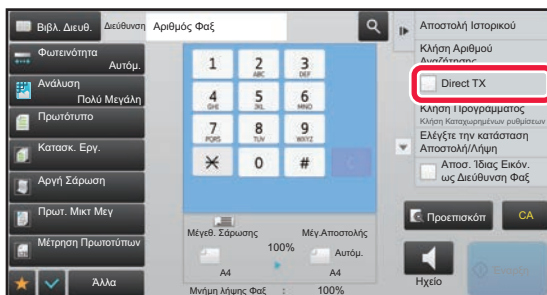 Βιβλ. Διευθ.
Διεύθυνση
Αριθμός Φαξ
Αποστολή Ιστορικού
Φωτεινότητα
Αυτόμ.
Ανάλυση
Πολύ Μεγάλη
Πρωτότυπο
Κατασκ. Εργ.
Αργή Σάρωση
Πρωτ. Μικτ Μεγ
Μέτρηση Πρωτοτύπων
Άλλα
1
2
ABC
3
DEF
4
GHI
5
JKL
6
MNO
7
PQRS
8
TUV
9
WXYZ
0
#
Μέγεθ. Σάρωσης
Μέγ.Αποστολής
100%
Αυτόμ.
A4
A4
Μνήμη λήψης Φαξ : 100%
Κλήση Αριθμού
Αναζήτησης
Direct TX
Κλήση Προγράμματος
Κλήση Καταχωρημένων ρυθμίσεων
Ελέγξτε την κατάσταση
Αποστολή/Λήψη
Αποσ. Ίδιας Εικόν.
ως Διεύθυνση Φαξ
Προεπισκόπ
CA
Ηχείο